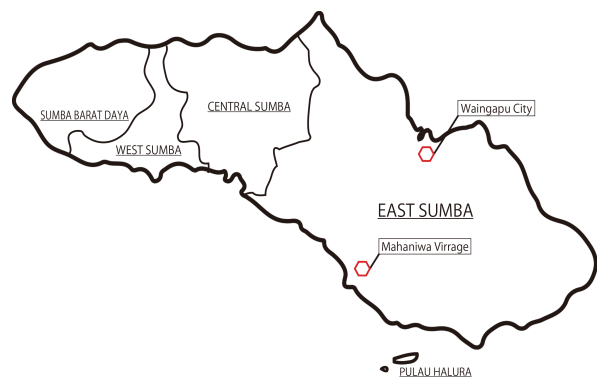 Waingapu City
CENTRAL SUMBA
SUMBA BARAT DAYA
WEST SUMBA
EAST SUMBA
Mahaniwa Virrage
PULAU HALURA